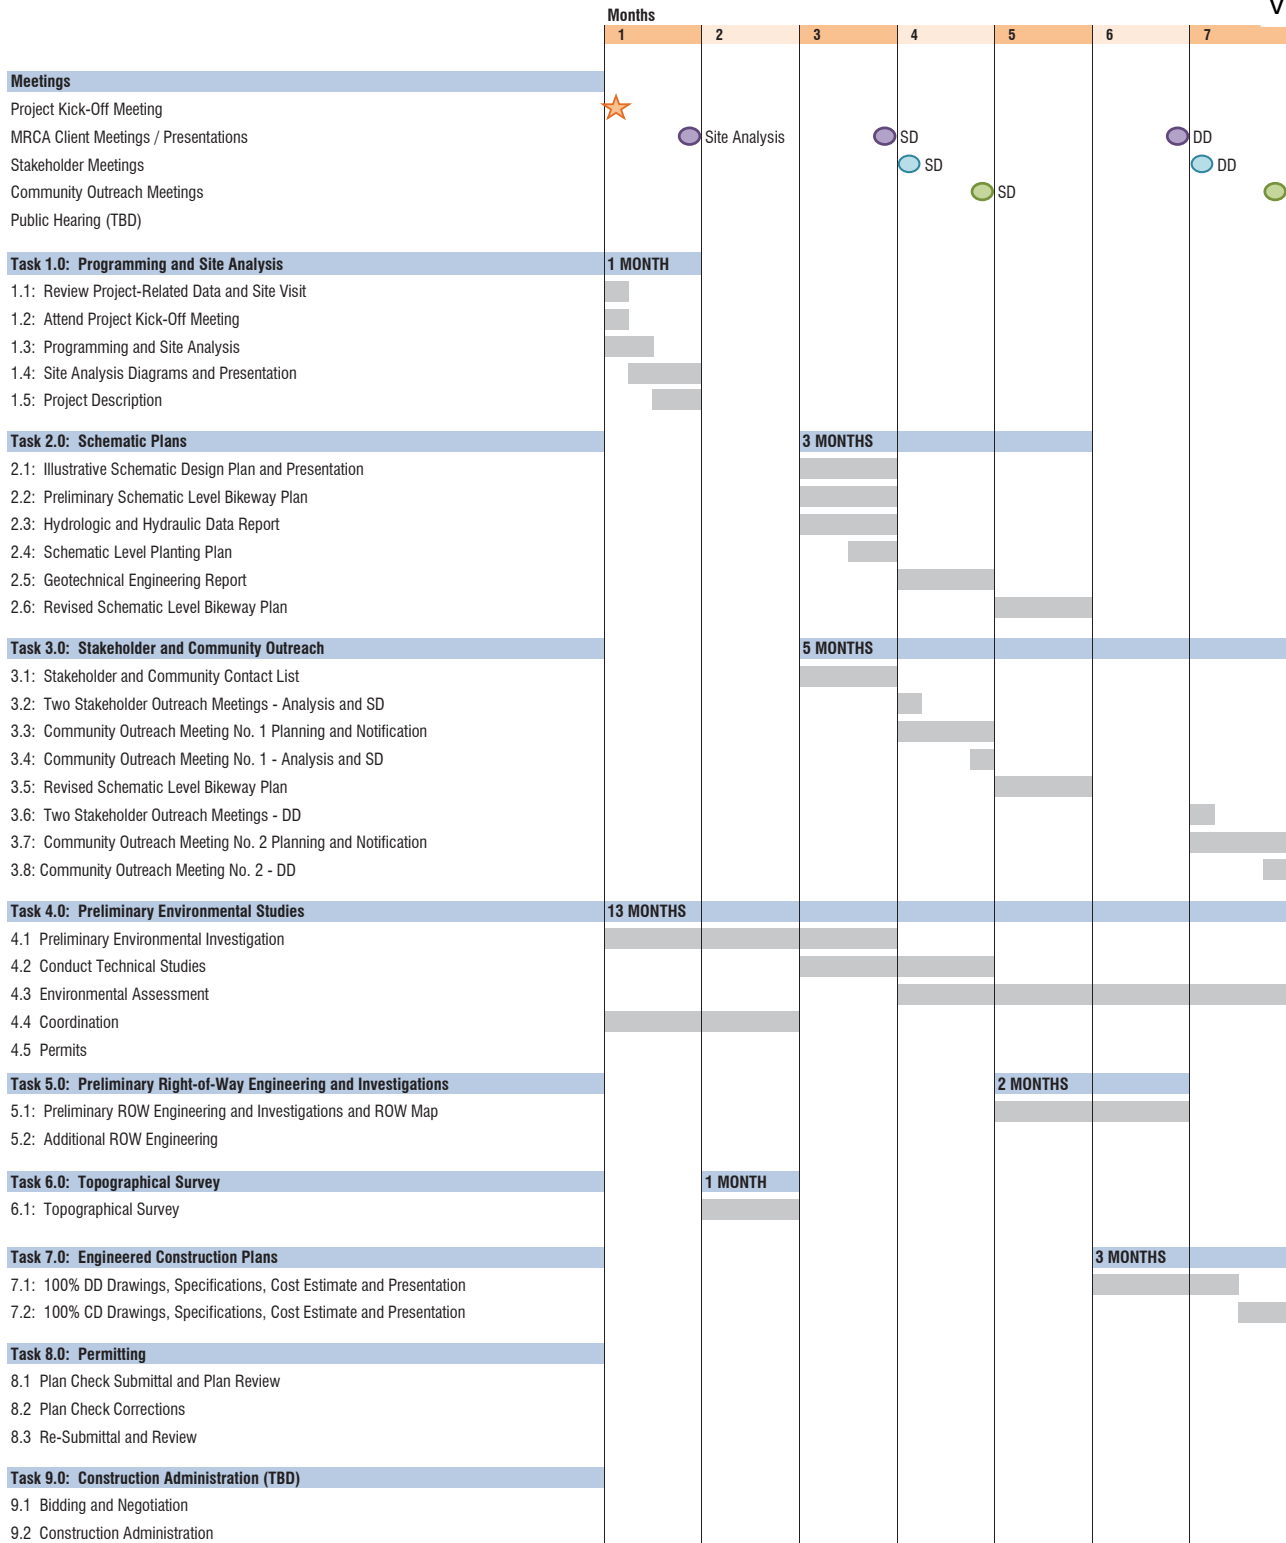 V
Months
1 2 3 4 5 6 7
Meetings
Project Kick-Off Meeting
MRCA Client Meetings / Presentations Site Analysis SD DD
Stakeholder Meetings SD DD
Community Outreach Meetings SD
Public Hearing (TBD)
Task 1.0: Programming and Site Analysis 1 MONTH
1.1: Review Project-Related Data and Site Visit
1.2: Attend Project Kick-Off Meeting
1.3: Programming and Site Analysis
1.4: Site Analysis Diagrams and Presentation
1.5: Project Description
Task 2.0: Schematic Plans 3 MONTHS
2.1: Illustrative Schematic Design Plan and Presentation
2.2: Preliminary Schematic Level Bikeway Plan
2.3: Hydrologic and Hydraulic Data Report
2.4: Schematic Level Planting Plan
2.5: Geotechnical Engineering Report
2.6: Revised Schematic Level Bikeway Plan
Task 3.0: Stakeholder and Community Outreach 5 MONTHS
3.1: Stakeholder and Community Contact List
3.2: Two Stakeholder Outreach Meetings - Analysis and SD
3.3: Community Outreach Meeting No. 1 Planning and Notification
3.4: Community Outreach Meeting No. 1 - Analysis and SD
3.5: Revised Schematic Level Bikeway Plan
3.6: Two Stakeholder Outreach Meetings - DD
3.7: Community Outreach Meeting No. 2 Planning and Notification
3.8: Community Outreach Meeting No. 2 - DD
Task 4.0: Preliminary Environmental Studies 13 MONTHS
4.1 Preliminary Environmental Investigation
4.2 Conduct Technical Studies
4.3 Environmental Assessment
4.4 Coordination
4.5 Permits
Task 5.0: Preliminary Right-of-Way Engineering and Investigations 2 MONTHS
5.1: Preliminary ROW Engineering and Investigations and ROW Map
5.2: Additional ROW Engineering
Task 6.0: Topographical Survey 1 MONTH
6.1: Topographical Survey
Task 7.0: Engineered Construction Plans 3 MONTHS
7.1: 100% DD Drawings, Specifications, Cost Estimate and Presentation
7.2: 100% CD Drawings, Specifications, Cost Estimate and Presentation
Task 8.0: Permitting
8.1 Plan Check Submittal and Plan Review
8.2 Plan Check Corrections
8.3 Re-Submittal and Review
Task 9.0: Construction Administration (TBD)
9.1 Bidding and Negotiation
9.2 Construction Administration